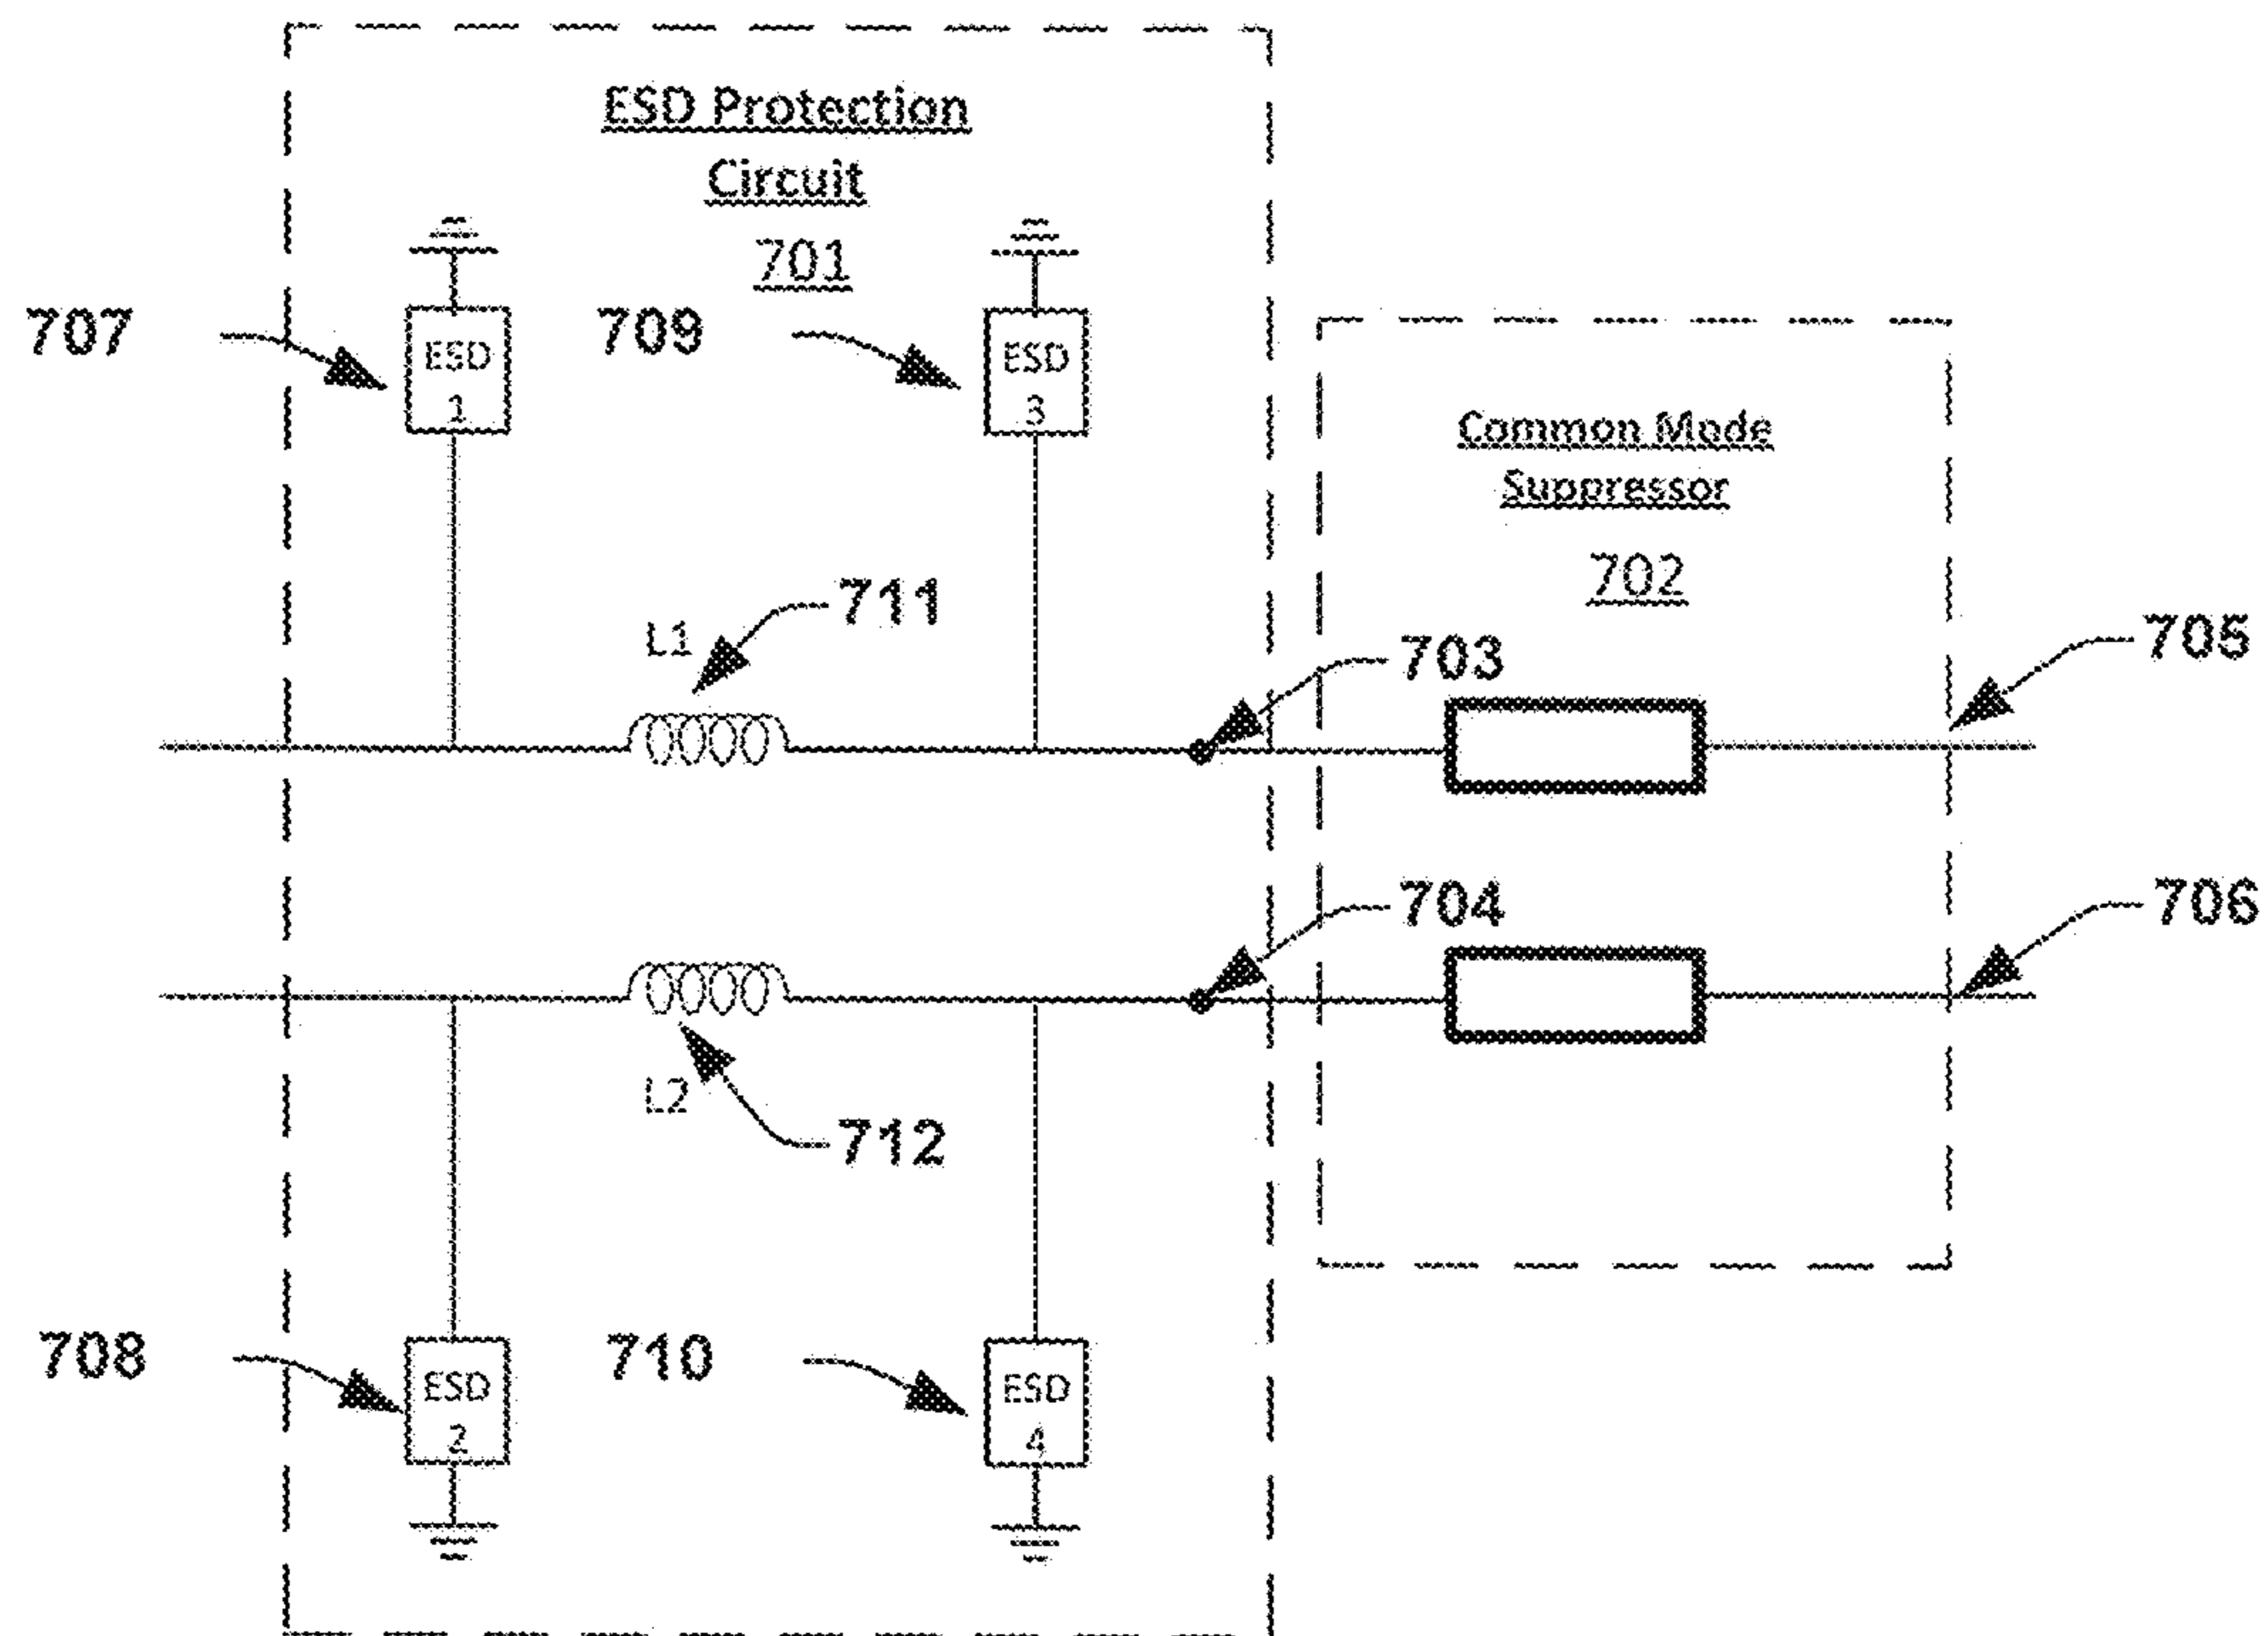 ESD Protection
Circuit
701
707
709
ESD
1
ESD
3
Common Mode
Suppressor
702
L1
711
703
705
704
706
L2
712
708
710
ESD
2
ESD
4